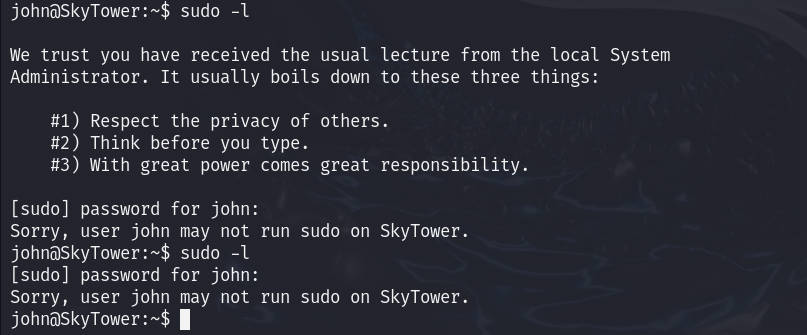 john@SkyTower:~$ sudo -l
We trust you have received the usual lecture from the local System
Administrator. It usually boils down to these three things:
#1) Respect the privacy of others.
#2) Think before you type.
#3) With great power comes great responsibility.
[sudo] password for john:
Sorry, user john may not run sudo on SkyTower.
john@SkyTower:~$ sudo -l
[sudo] password for john:
Sorry, user john may not run sudo on SkyTower.
john@SkyTower:~$